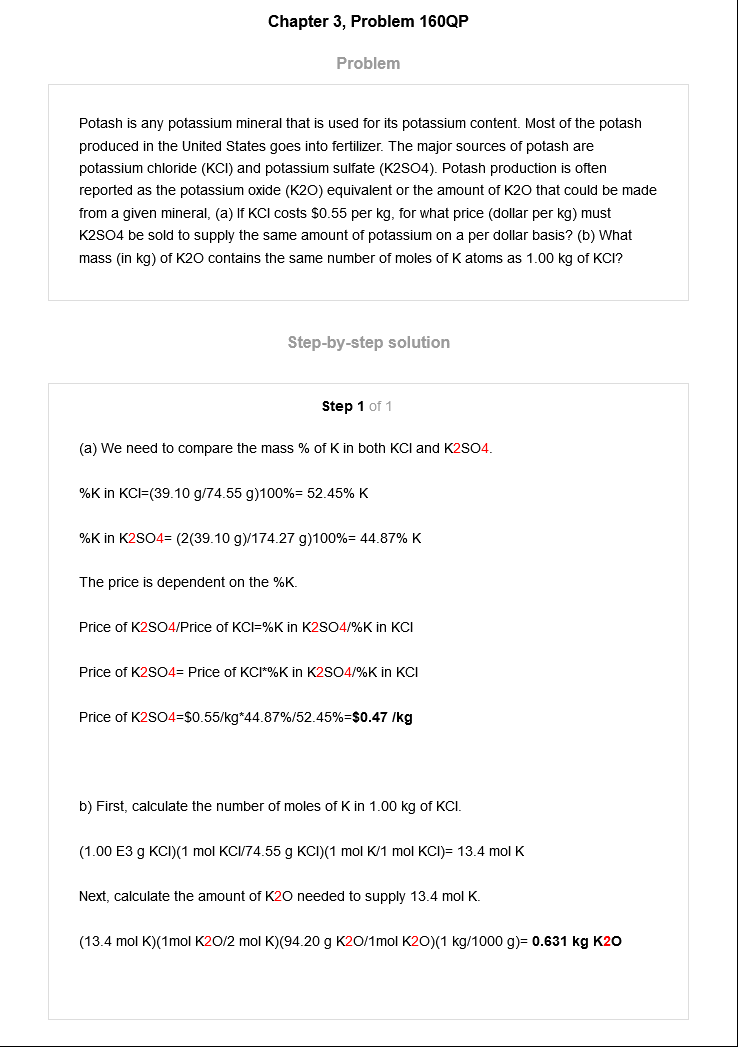 Chapter 3, Problem 160QP
Problem
Potash is any potassium mineral that is used for its potassium content. Most of the potash
produced in the United States goes into fertilizer. The major sources of potash are
potassium chloride (KCl) and potassium sulfate (K2SO4). Potash production is often
reported as the potassium oxide (K2O) equivalent or the amount of K2O that could be made
from a given mineral, (a) If KCl costs $0.55 per kg, for what price (dollar per kg) must
K2SO4 be sold to supply the same amount of potassium on a per dollar basis? (b) What
mass (in kg) of K2O contains the same number of moles of K atoms as 1.00 kg of KCl?
Step-by-step solution
Step 1 of 1
(a) We need to compare the mass % of K in both KCl and K2SO4.
%K in KCl=(39.10 g/74.55 g)100%= 52.45% K
%K in K2SO4= (2(39.10 g)/174.27 g)100%= 44.87% K
The price is dependent on the %K.
Price of K2SO4/Price of KCl=%K in K2SO4/%K in KCl
Price of K2SO4= Price of KCl*%K in K2SO4/%K in KCl
Price of K2SO4=$0.55/kg*44.87%/52.45%=$0.47 /kg
b) First, calculate the number of moles of K in 1.00 kg of KCl.
(1.00 E3 g KCl)(1 mol KCl/74.55 g KCl)(1 mol K/1 mol KCl)= 13.4 mol K
Next, calculate the amount of K2O needed to supply 13.4 mol K.
(13.4 mol K)(1mol K2O/2 mol K)(94.20 g K2O/1mol K2O)(1 kg/1000 g)= 0.631 kg K2O